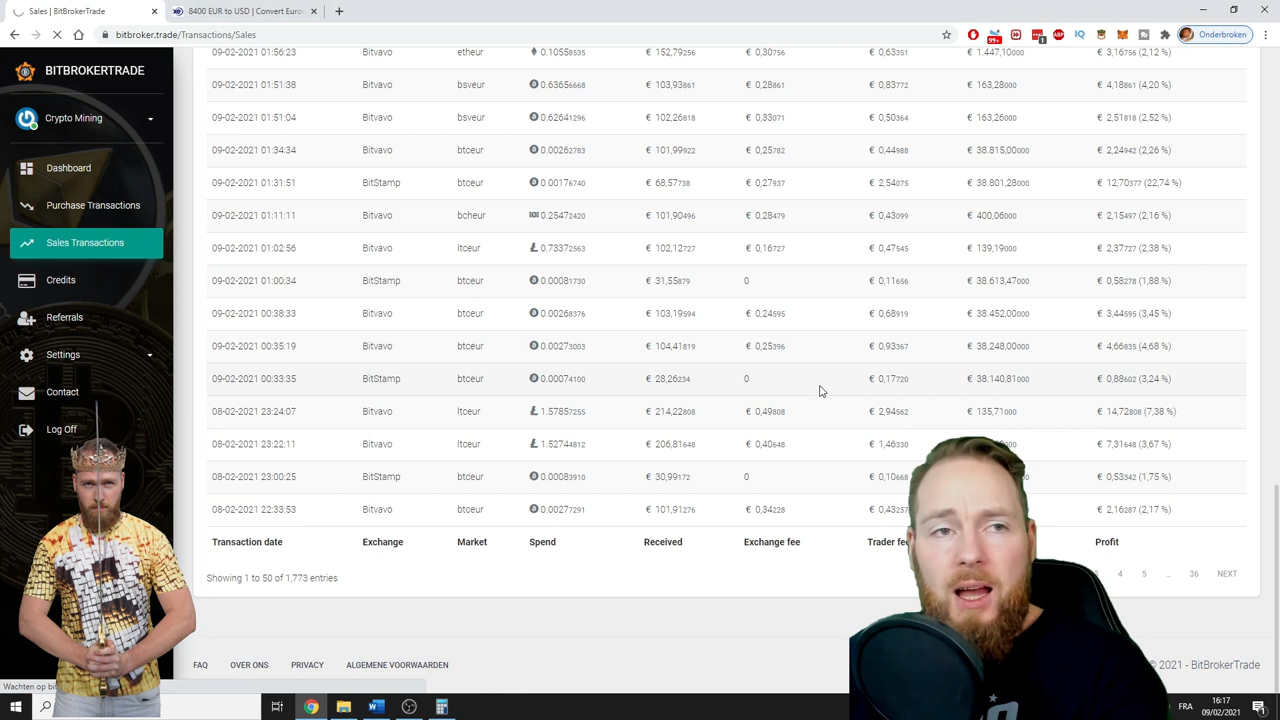 Sales | BitBrokerTrade
8400 EUR to USD | Convert Euros
bitbroker.trade/Transactions/Sales
99+
ABP
IQ
Onderbroken
BITBROKERTRADE
Crypto Mining
Dashboard
Purchase Transactions
Sales Transactions
Credits
Referrals
Settings
Contact
Log Off
Bitvavo etheur 0.10558535 € 152,79256 € 0,30756 € 0,63351 € 1.447,10000 € 3,16756 (2,12 %)
09-02-2021 01:51:38 Bitvavo bsveur 0.63656668 € 103,93861 € 0,28861 € 0,83772 € 163,28000 € 4,18861 (4,20 %)
09-02-2021 01:51:04 Bitvavo bsveur 0.62641296 € 102,26818 € 0,33071 € 0,50364 € 163,26000 € 2,51818 (2,52 %)
09-02-2021 01:34:34 Bitvavo btceur 0.00262783 € 101,99922 € 0,25782 € 0,44988 € 38.815,00000 € 2,24942 (2,26 %)
09-02-2021 01:31:51 BitStamp btceur 0.00176740 € 68,57738 € 0,27937 € 2,54075 € 38.801,28000 € 12,70377 (22,74 %)
09-02-2021 01:11:11 Bitvavo bcheur 0.25472420 € 101,90496 € 0,28479 € 0,43099 € 400,06000 € 2,15497 (2,16 %)
09-02-2021 01:02:56 Bitvavo ltceur 0.73372563 € 102,12727 € 0,16727 € 0,47545 € 139,19000 € 2,37727 (2,38 %)
09-02-2021 01:00:34 BitStamp btceur 0.00081730 € 31,55879 0 € 0,11656 € 38.613,47000 € 0,58278 (1,88 %)
09-02-2021 00:38:33 Bitvavo btceur 0.00268376 € 103,19594 € 0,24595 € 0,68919 € 38.452,00000 € 3,44595 (3,45 %)
09-02-2021 00:35:19 Bitvavo btceur 0.00273003 € 104,41819 € 0,25396 € 0,93367 € 38.248,00000 € 4,66835 (4,68 %)
09-02-2021 00:33:35 BitStamp btceur 0.00074100 € 28,26234 0 € 0,17720 € 38.140,81000 € 0,88602 (3,24 %)
08-02-2021 23:24:07 Bitvavo ltceur 1.57857255 € 214,22808 € 0,49808 € 2,94562 € 135,71000 € 14,72808 (7,38 %)
08-02-2021 23:22:11 Bitvavo ltceur 1.52744812 € 206,81648 € 0,40648 € 7,31648 (3,67 %)
08-02-2021 BitStamp btceur € 30,99172 0 € 0,53342 (1,75 %)
08-02-2021 Bitvavo btceur 0.00277291 € 101,91276 € 0,34228 € 2,16287 (2,17 %)
Transaction date Exchange Market Spend Received Exchange fee Trader fee Profit
Showing 1 to 50 of 1,773 entries
4 5 … 36 NEXT
FAQ OVER ONS PRIVACY ALGEMENE VOORWAARDEN
© 2021 - BitBrokerTrade
Wachten op
FRA
16:17
09/02/2021